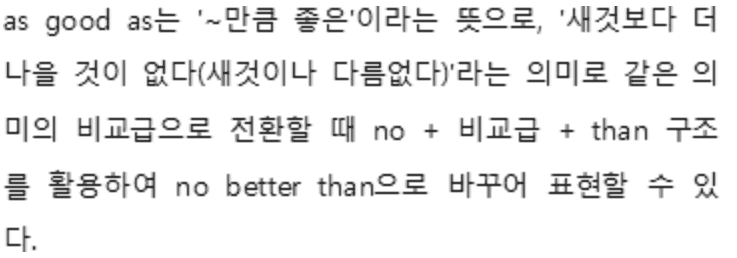 as good as는 '~만큼 좋은'이라는 뜻으로, '새것보다 더
나을 것이 없다(새것이나 다름없다)'라는 의미로 같은 의
미의 비교급으로 전환할 때 no + 비교급 + than 구조
를 활용하여 no better than으로 바꾸어 표현할 수 있
다.